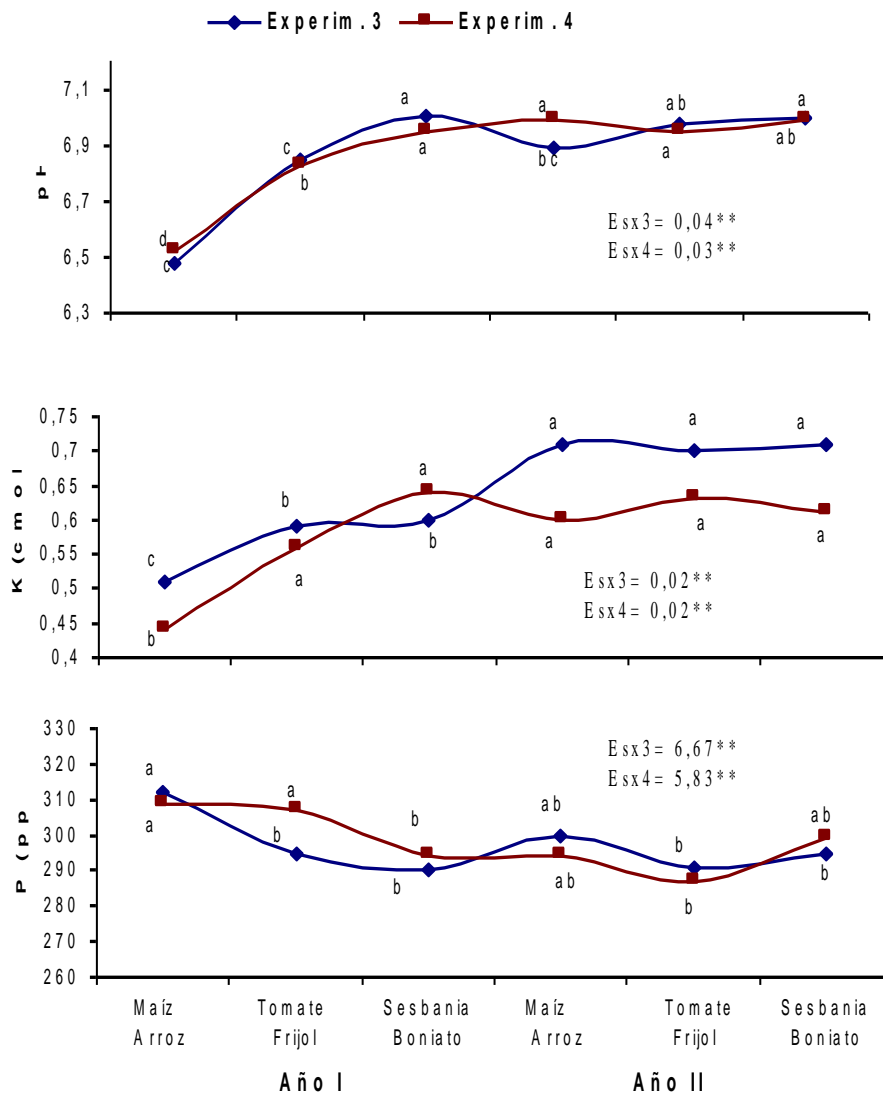 Experim.3 Experim.4
7,1
6,9
6,7
6,5
6,3
pH
a a ab a
c a bc a ab
b
d
c
Esx3= 0,04**
Esx4= 0,03**
0,75
0,7
0,65
0,6
0,55
0,5
0,45
0,4
K (cmol
a a a
a
b b a a a
c a
b
Esx3= 0,02**
Esx4= 0,02**
330
320
310
300
290
280
270
260
P (pp
Esx3= 6,67**
Esx4= 5,83**
a a b ab b ab
a b b ab b b
Maíz Tomate Sesbania Maíz Tomate Sesbania
Arroz Frijol Boniato Arroz Frijol Boniato
Año I Año II